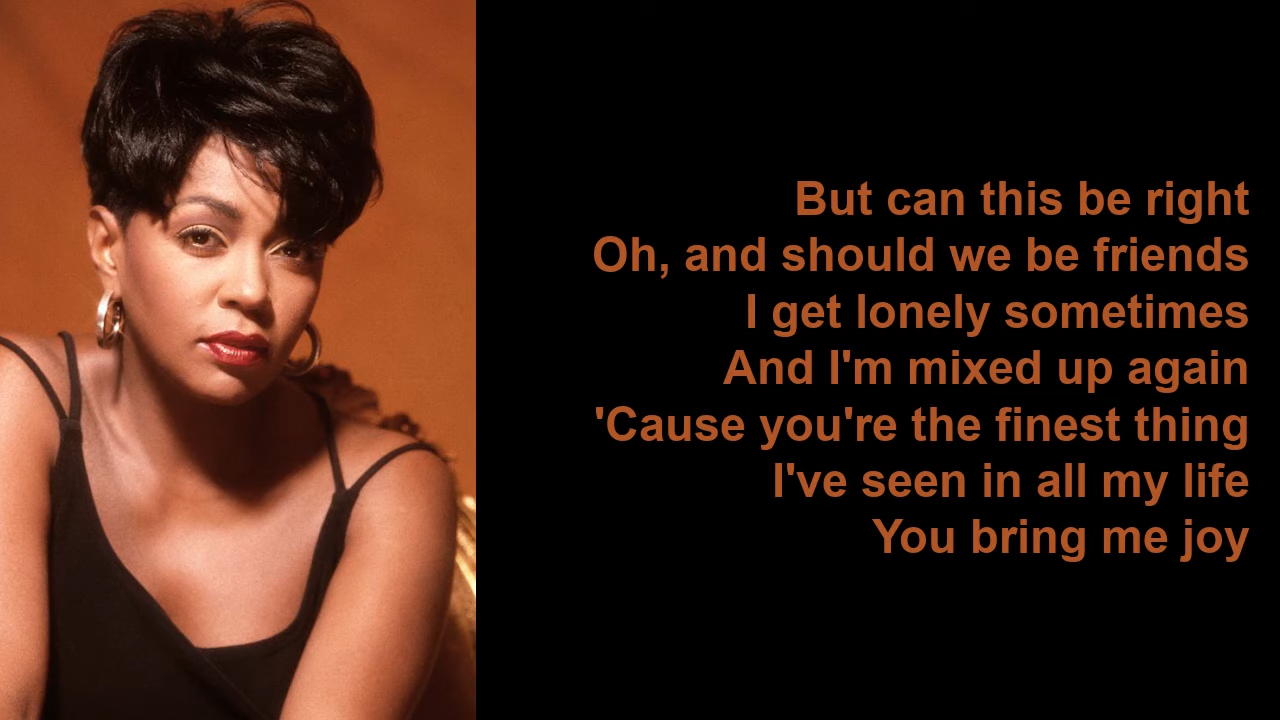 But can this be right
Oh, and should we be friends
I get lonely sometimes
And I'm mixed up again
'Cause you're the finest thing
I've seen in all my life
You bring me joy